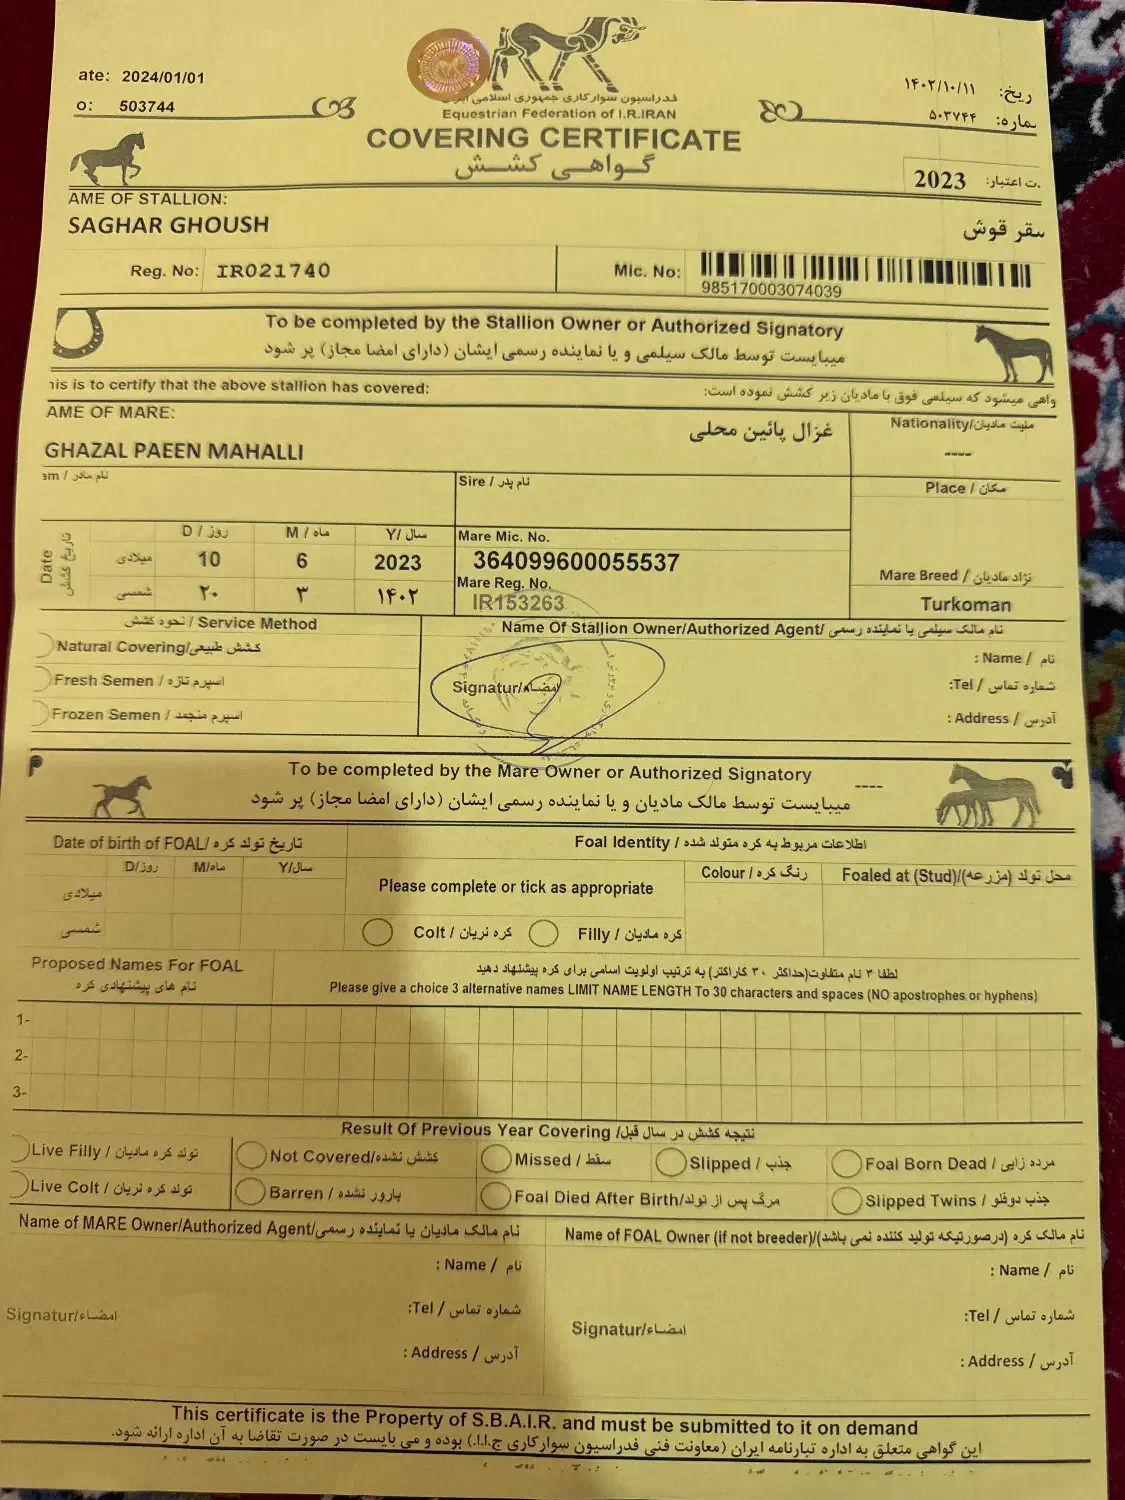 ate: 2024/01/01
o: 503744
ریخ: ۱۴۰۲/۱۰/۱۱
ماره: ۵۰۳۷۴۴
فدراسیون سوارکاری جمهوری اسلامی ایران
Equestrian Federation of I.R.IRAN
COVERING CERTIFICATE
گواهی کشش
2023 ت اعتبار:
AME OF STALLION:
SAGHAR GHOUSH
سقر قوش
Reg. No: IR021740
Mic. No: 985170003074039
To be completed by the Stallion Owner or Authorized Signatory
میبایست توسط مالک سیلمی و یا نماینده رسمی ایشان (دارای امضا مجاز) پر شود
his is to certify that the above stallion has covered:
واهی میشود که سیلمی فوق با مادیان زیر کشش نموده است:
AME OF MARE:
GHAZAL PAEEN MAHALLI
غزال پائین محلی
Nationality/ملیت مادیان
----
am / نام مادر
Sire / نام پدر
Place / مکان
Date تاریخ کشش
D / روز M / ماه Y/ سال
میلادی 10 6 2023
شمسی ۲۰ ۳ ۱۴۰۲
Mare Mic. No.
364099600055537
Mare Reg. No.
IR153263
Mare Breed / نژاد مادیان
Turkoman
Service Method / نحوه کشش
Natural Covering/کشش طبیعی
Fresh Semen / اسپرم تازه
Frozen Semen / اسپرم منجمد
Name Of Stallion Owner/Authorized Agent/ نام مالک سیلمی یا نماینده رسمی
Name / نام :
Signatur/امضاء
Tel / شماره تماس:
Address / آدرس :
To be completed by the Mare Owner or Authorized Signatory
----
میبایست توسط مالک مادیان و یا نماینده رسمی ایشان (دارای امضا مجاز) پر شود
Date of birth of FOAL/ تاریخ تولد کره
D/روز M/ماه Y/سال
میلادی
شمسی
Foal Identity / اطلاعات مربوط به کره متولد شده
Please complete or tick as appropriate
Colt / کره نریان
Filly / کره مادیان
Colour / رنگ کره
Foaled at (Stud)/(مزرعه) محل تولد
Proposed Names For FOAL
نام های پیشنهادی کره
لطفا ۳ نام متفاوت(حداکثر ۳۰ کاراکتر) به ترتیب اولویت اسامی برای کره پیشنهاد دهید
Please give a choice 3 alternative names LIMIT NAME LENGTH To 30 characters and spaces (NO apostrophes or hyphens)
1-
2-
3-
Result Of Previous Year Covering /نتیجه کشش در سال قبل
Live Filly / تولد کره مادیان
Not Covered/کشش نشده
Missed / سقط
Slipped / جذب
Foal Born Dead / مرده زایی
Live Colt / تولد کره نریان
Barren / بارور نشده
Foal Died After Birth/مرگ پس از تولد
Slipped Twins / جذب دوقلو
Name of MARE Owner/Authorized Agent/نام مالک مادیان یا نماینده رسمی
Name / نام :
Tel / شماره تماس:
Signatur/امضاء
Address / آدرس :
Name of FOAL Owner (if not breeder)/(درصورتیکه تولید کننده نمی باشد) نام مالک کره
Name / نام :
Tel / شماره تماس:
Signatur/امضاء
Address / آدرس :
This certificate is the Property of S.B.A.I.R. and must be submitted to it on demand
این گواهی متعلق به اداره تبارنامه ایران (معاونت فنی فدراسیون سوارکاری ج.ا.ا.) بوده و می بایست در صورت تقاضا به آن اداره ارائه شود.